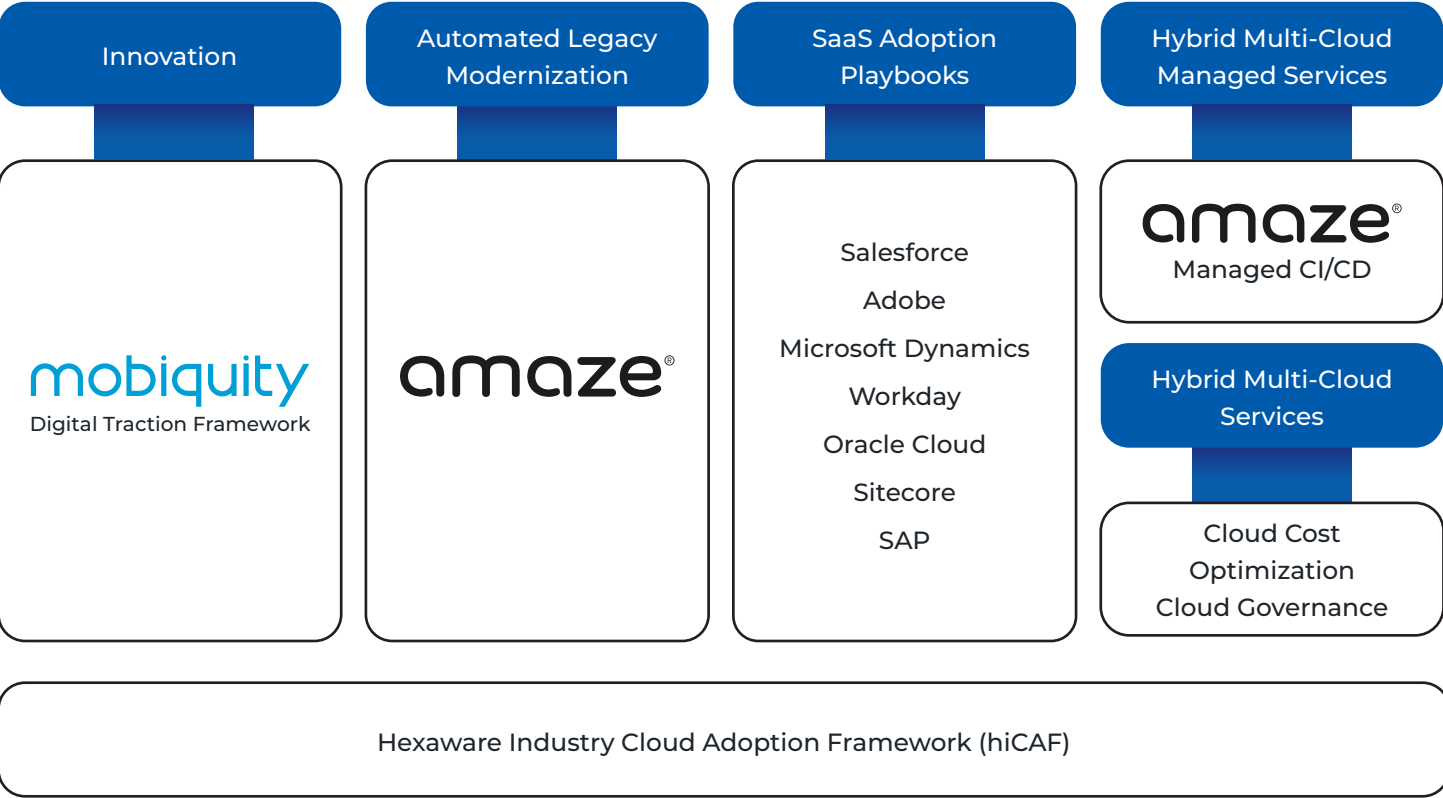 Innovation
mobiquity
Digital Traction Framework
Automated Legacy
Modernization
amaze®
SaaS Adoption
Playbooks
Salesforce
Adobe
Microsoft Dynamics
Workday
Oracle Cloud
Sitecore
SAP
Hybrid Multi-Cloud
Managed Services
amaze®
Managed CI/CD
Hybrid Multi-Cloud
Services
Cloud Cost
Optimization
Cloud Governance
Hexaware Industry Cloud Adoption Framework (hiCAF)